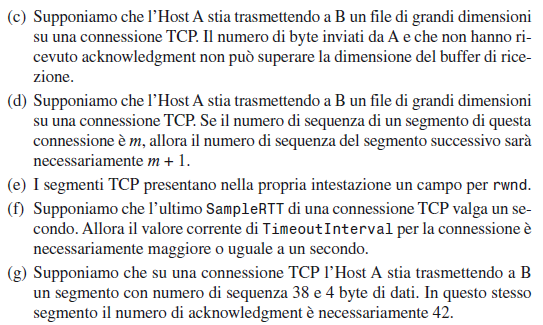 (c) Supponiamo che l’Host A stia trasmettendo a B un file di grandi dimensioni
su una connessione TCP. Il numero di byte inviati da A e che non hanno ri-
cevuto acknowledgment non può superare la dimensione del buffer di rice-
zione.
(d) Supponiamo che l’Host A stia trasmettendo a B un file di grandi dimensioni
su una connessione TCP. Se il numero di sequenza di un segmento di questa
connessione è m, allora il numero di sequenza del segmento successivo sarà
necessariamente m + 1.
(e) I segmenti TCP presentano nella propria intestazione un campo per rwnd.
(f) Supponiamo che l’ultimo SampleRTT di una connessione TCP valga un se-
condo. Allora il valore corrente di TimeoutInterval per la connessione è
necessariamente maggiore o uguale a un secondo.
(g) Supponiamo che su una connessione TCP l’Host A stia trasmettendo a B
un segmento con numero di sequenza 38 e 4 byte di dati. In questo stesso
segmento il numero di acknowledgment è necessariamente 42.